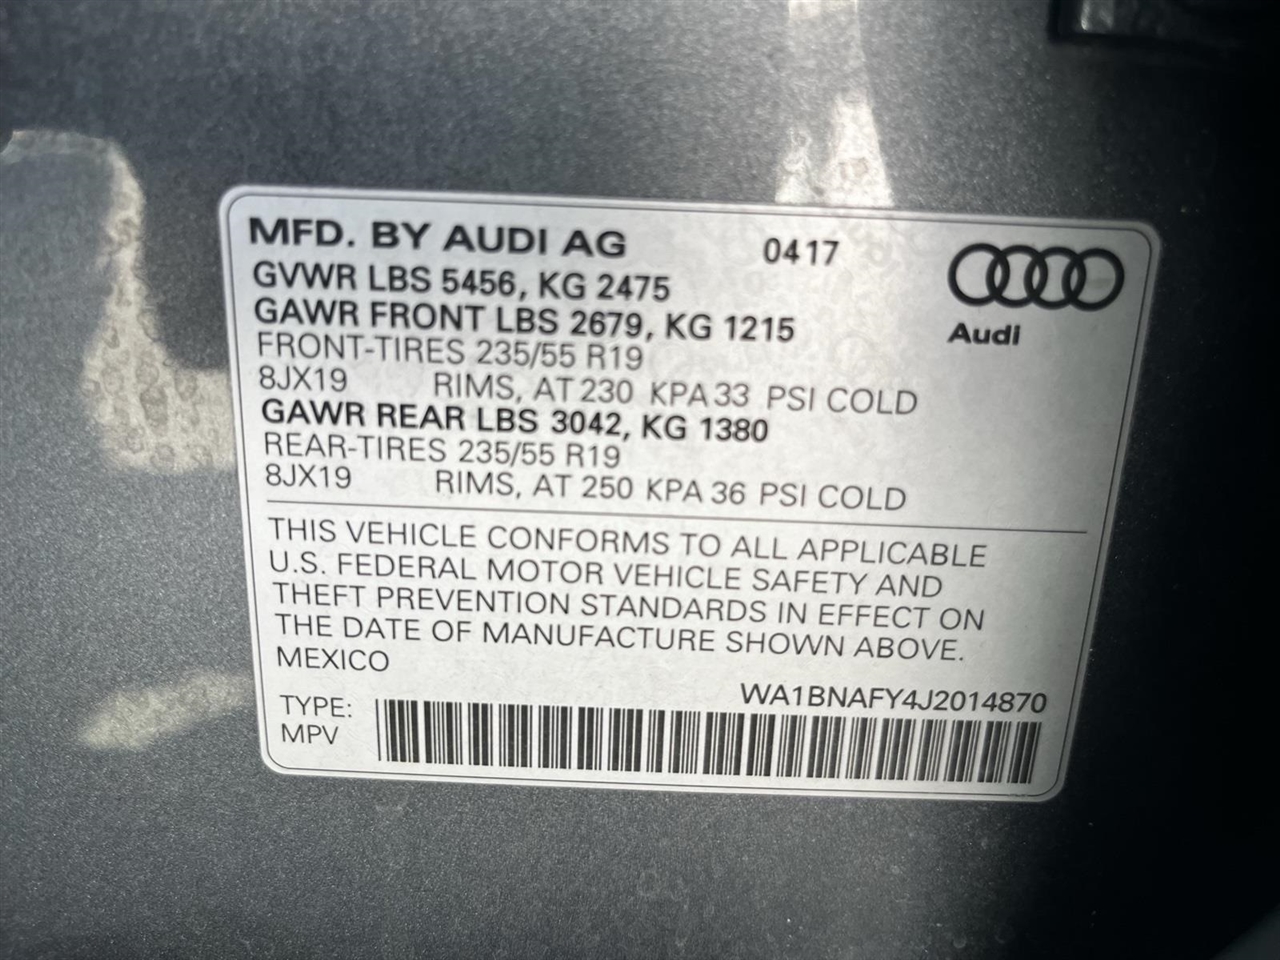 MFD. BY AUDI AG 0417
GVWR LBS 5456, KG 2475
GAWR FRONT LBS 2679, KG 1215
Audi
FRONT-TIRES 235/55 R19
8JX19 RIMS, AT 230 KPA 33 PSI COLD
GAWR REAR LBS 3042, KG 1380
REAR-TIRES 235/55 R19
8JX19 RIMS, AT 250 KPA 36 PSI COLD
THIS VEHICLE CONFORMS TO ALL APPLICABLE
U.S. FEDERAL MOTOR VEHICLE SAFETY AND
THEFT PREVENTION STANDARDS IN EFFECT ON
THE DATE OF MANUFACTURE SHOWN ABOVE.
MEXICO
WA1BNAFY4J2014870
TYPE:
MPV